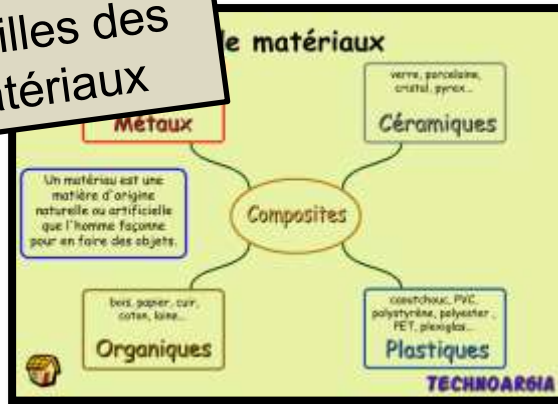 illes des
tériaux
e matériaux
Métaux
verre, porcelaine,
cristal, pyrex...
Céramiques
Un matériau est une
matière d'origine
naturelle ou artificielle
que l'homme façonne
pour en faire des objets.
Composites
bois, papier, cuir,
coton, laine...
Organiques
caoutchouc, PVC,
polystyrène, polyester,
PET, plexiglas...
Plastiques
TECHNOARGIA